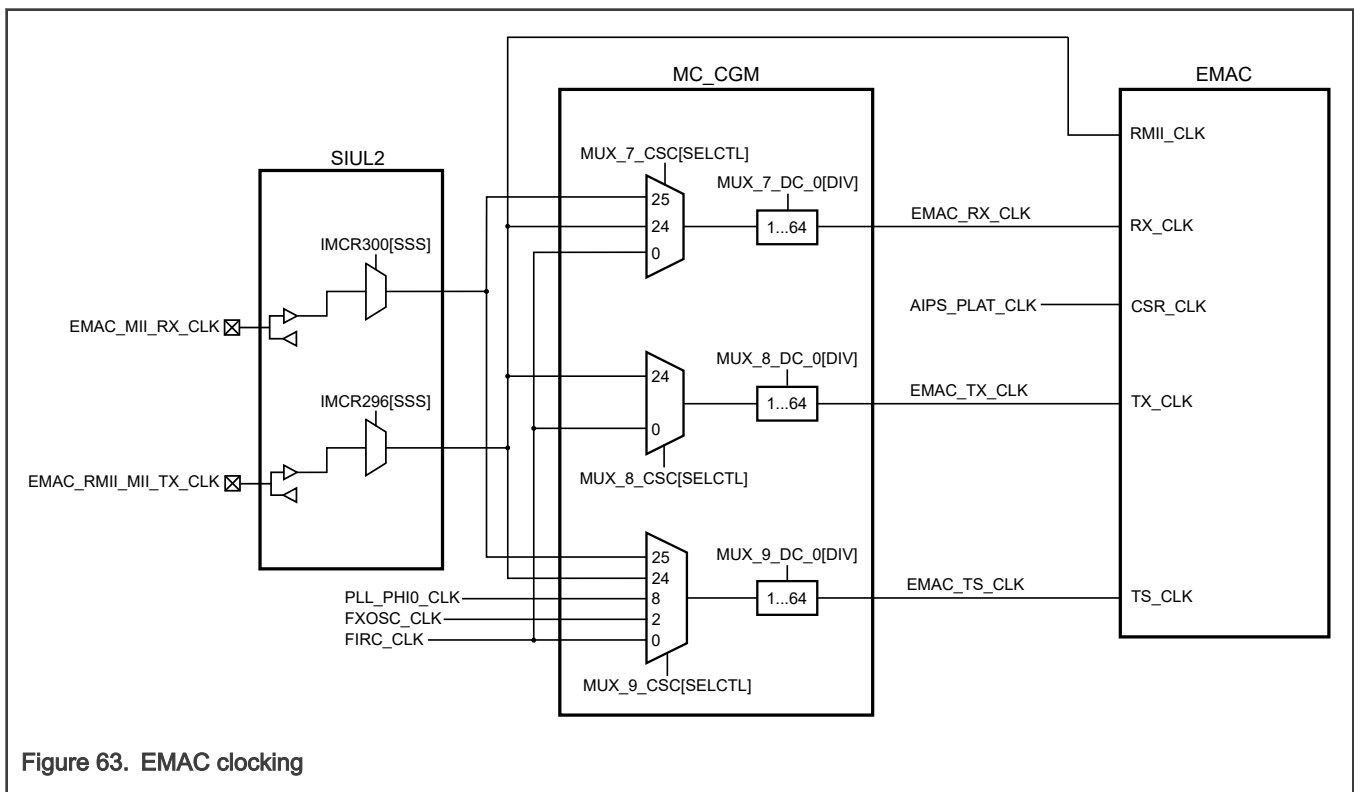 MC_CGM
EMAC
RMII_CLK
SIUL2
MUX_7_CSC[SELCTL]
MUX_7_DC_0[DIV]
25
24
0
1...64
EMAC_RX_CLK
RX_CLK
IMCR300[SSS]
EMAC_MII_RX_CLK
AIPS_PLAT_CLK
CSR_CLK
MUX_8_DC_0[DIV]
24
0
1...64
EMAC_TX_CLK
TX_CLK
IMCR296[SSS]
MUX_8_CSC[SELCTL]
EMAC_RMII_MII_TX_CLK
MUX_9_DC_0[DIV]
25
24
8
2
0
1...64
EMAC_TS_CLK
TS_CLK
PLL_PHI0_CLK
FXOSC_CLK
FIRC_CLK
MUX_9_CSC[SELCTL]
Figure 63. EMAC clocking